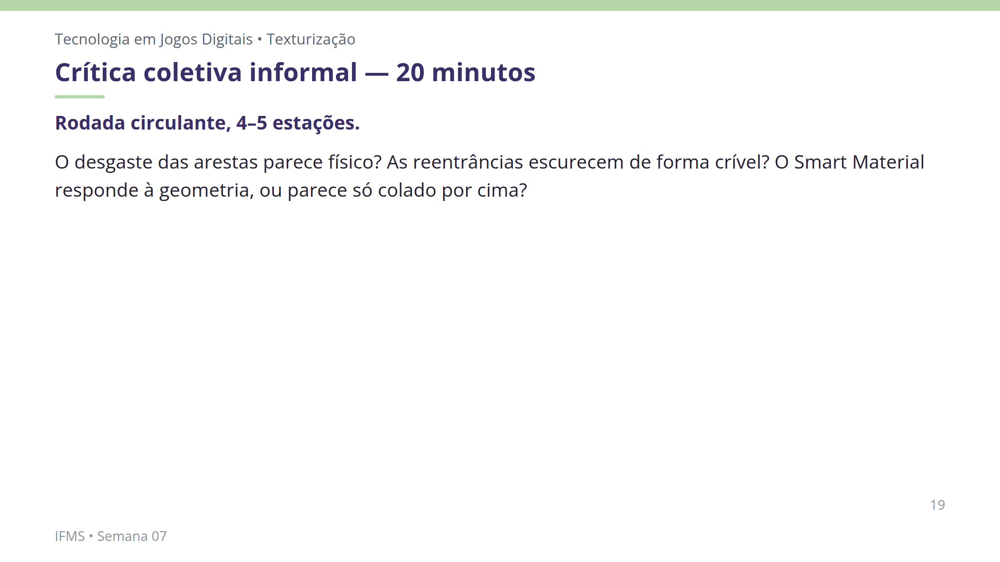 Tecnologia em Jogos Digitais • Texturização
Crítica coletiva informal — 20 minutos
Rodada circulante, 4–5 estações.
O desgaste das arestas parece físico? As reentrâncias escurecem de forma crível? O Smart Material
responde à geometria, ou parece só colado por cima?
19
IFMS • Semana 07